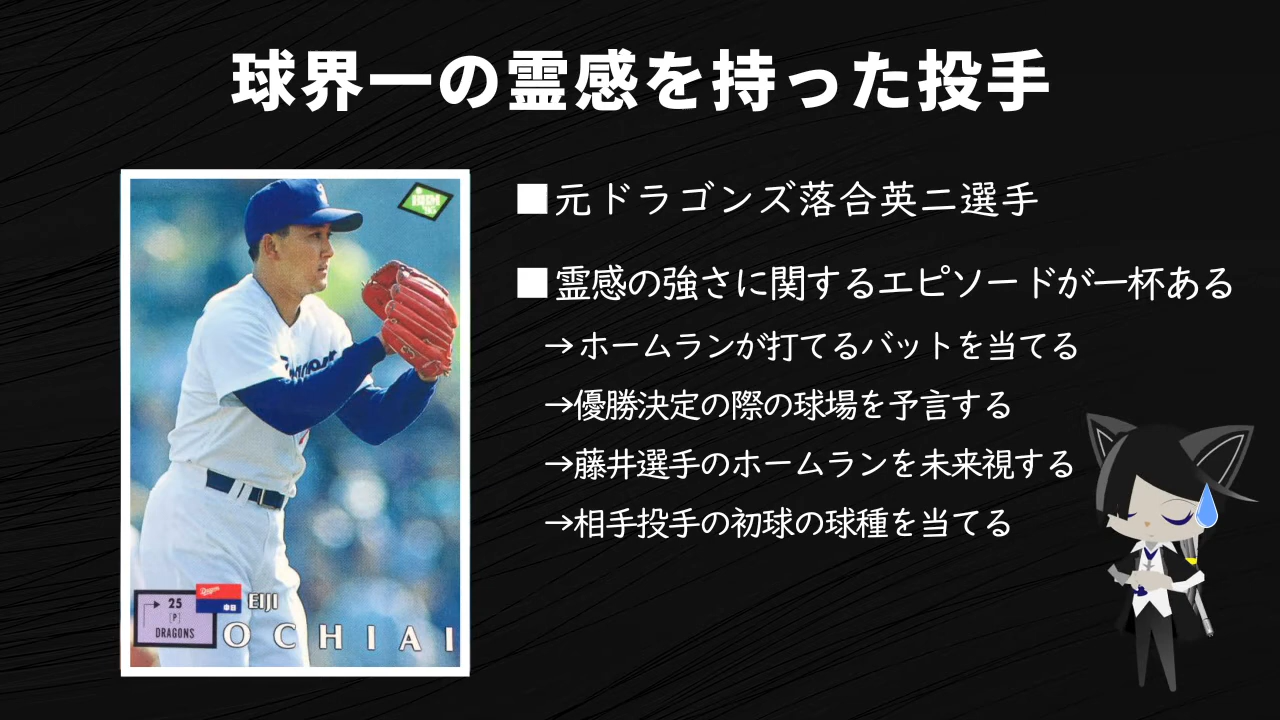 球界一の霊感を持った投手
■元ドラゴンズ落合英二選手
■霊感の強さに関するエピソードが一杯ある
→ホームランが打てるバットを当てる
→優勝決定の際の球場を予言する
→藤井選手のホームランを未来視する
→相手投手の初球の球種を当てる
25
[P]
DRAGONS
中日
EIJI
OCHIAI